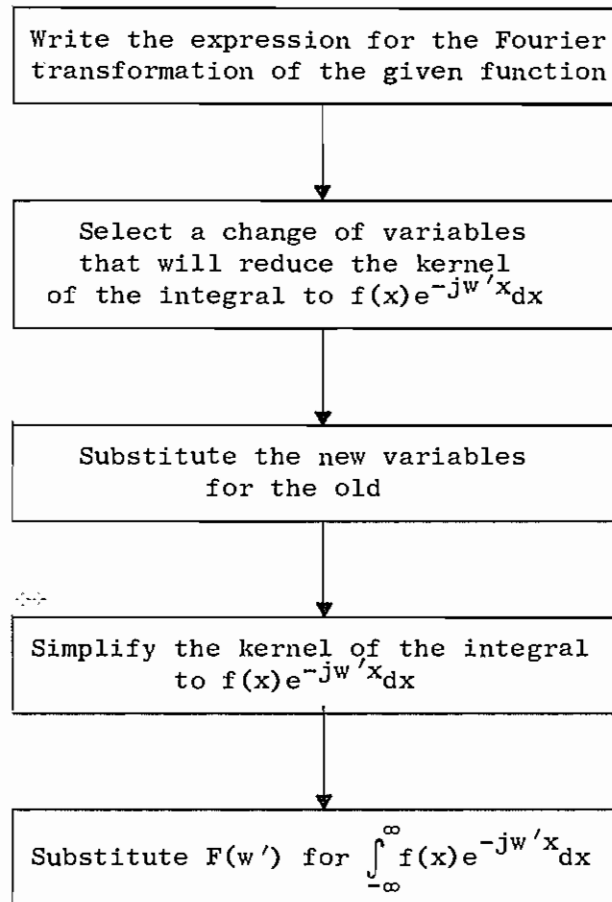 Write the expression for the Fourier
transformation of the given function
Select a change of variables
that will reduce the kernel
of the integral to f(x)e^{-jw'x}dx
Substitute the new variables
for the old
Simplify the kernel of the integral
to f(x)e^{-jw'x}dx
Substitute F(w') for ∫_{-∞}^{∞} f(x)e^{-jw'x}dx